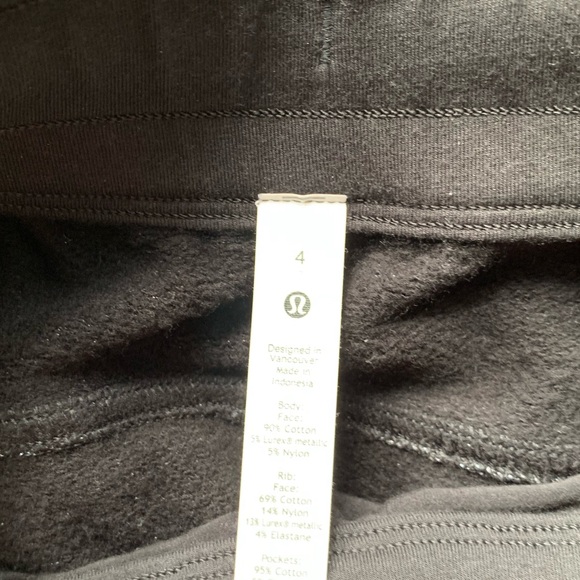 4
Designed in
Vancouver
Made in
Indonesia
Body:
Face:
90% Cotton
5% Lurex® metallic
5% Nylon
Rib:
Face:
69% Cotton
14% Nylon
13% Lurex® metallic
4% Elastane
Pockets:
95% Cotton